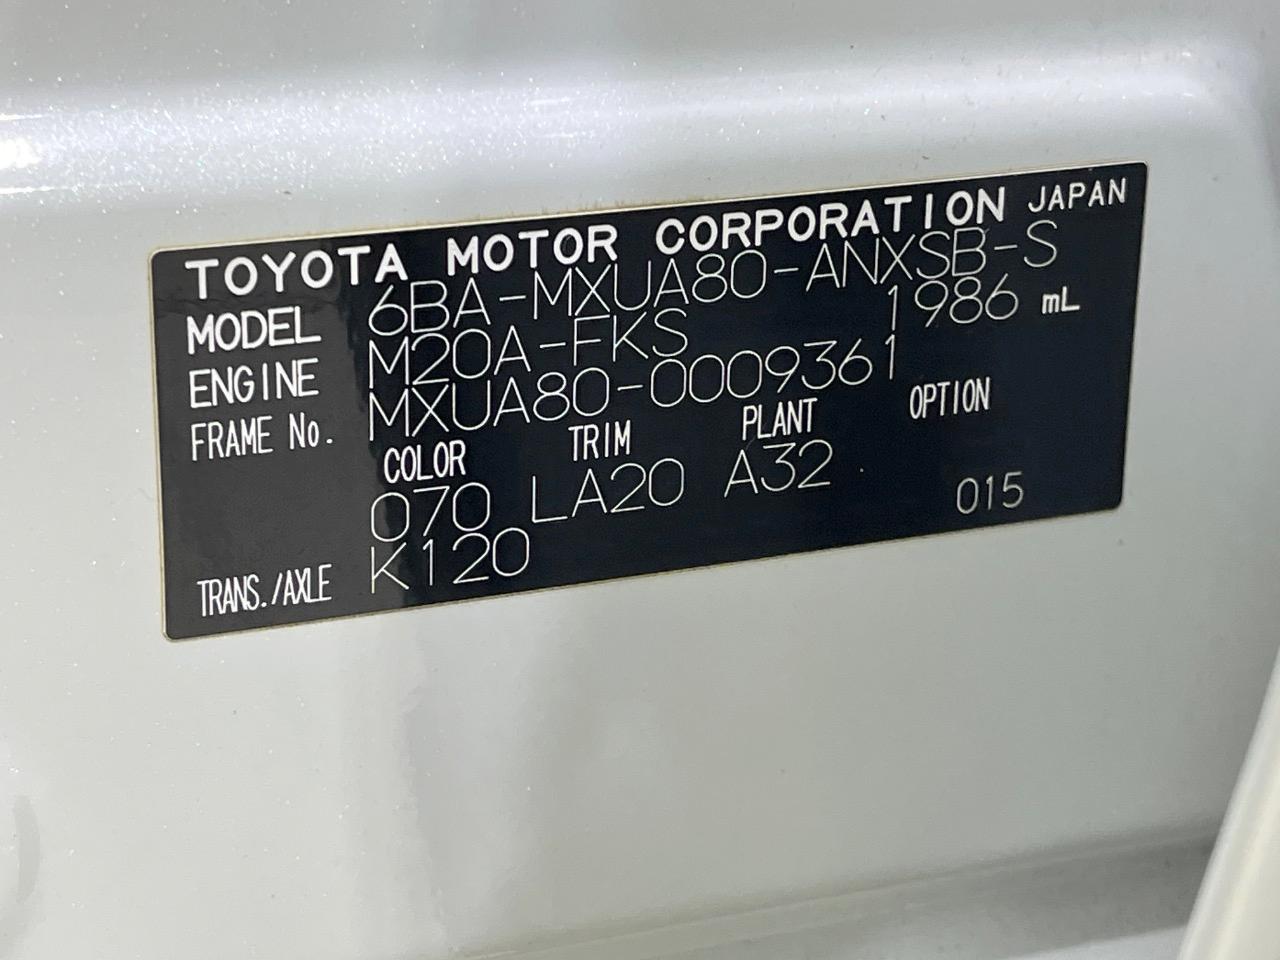 TOYOTA MOTOR CORPORATION JAPAN
MODEL 6BA-MXUA80-ANXSB-S
ENGINE M20A-FKS 1986 mL
FRAME No. MXUA80-0009361
COLOR TRIM PLANT OPTION
070 LA20 A32
TRANS./AXLE K120 015